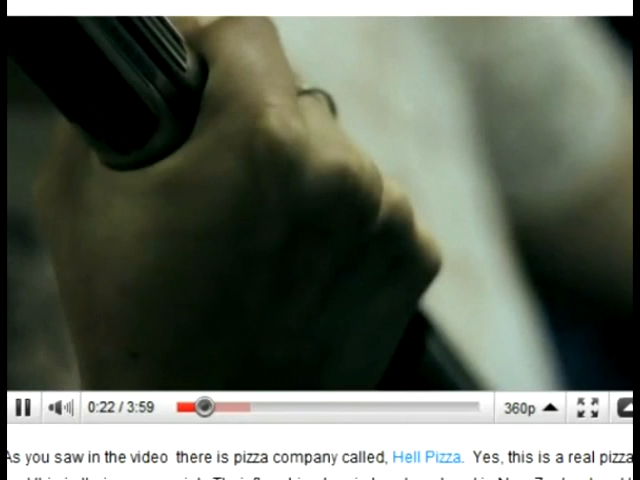 0:22 / 3:59
360p
As you saw in the video there is pizza company called, Hell Pizza. Yes, this is a real pizza